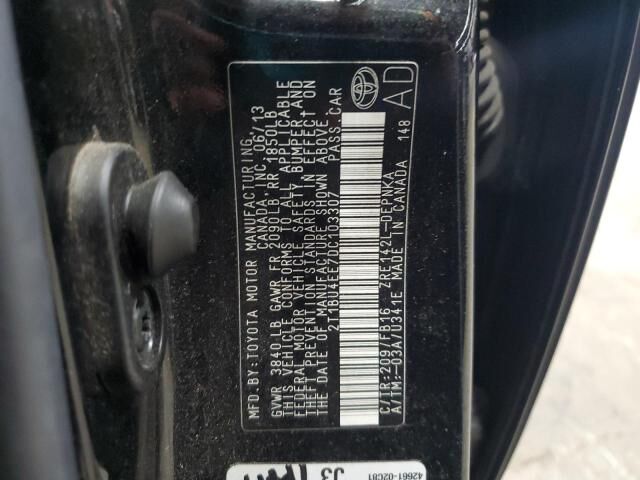 MFD.BY: TOYOTA MOTOR MANUFACTURING,
CANADA, INC. 06/13
GVWR 3840LB GAWR FR 2090LB RR 1850LB
THIS VEHICLE CONFORMS TO ALL APPLICABLE
FEDERAL MOTOR VEHICLE SAFETY, BUMPER AND
THEFT PREVENTION STANDARDS IN EFFECT ON
THE DATE OF MANUFACTURE SHOWN ABOVE.
2T1BU4EE7DC103307 PASS. CAR
AD
C/TR:209/FB16 ZRE142L-DEPNKA
A/TM:-03A/U341E MADE IN CANADA 148
42661-02C81
J3